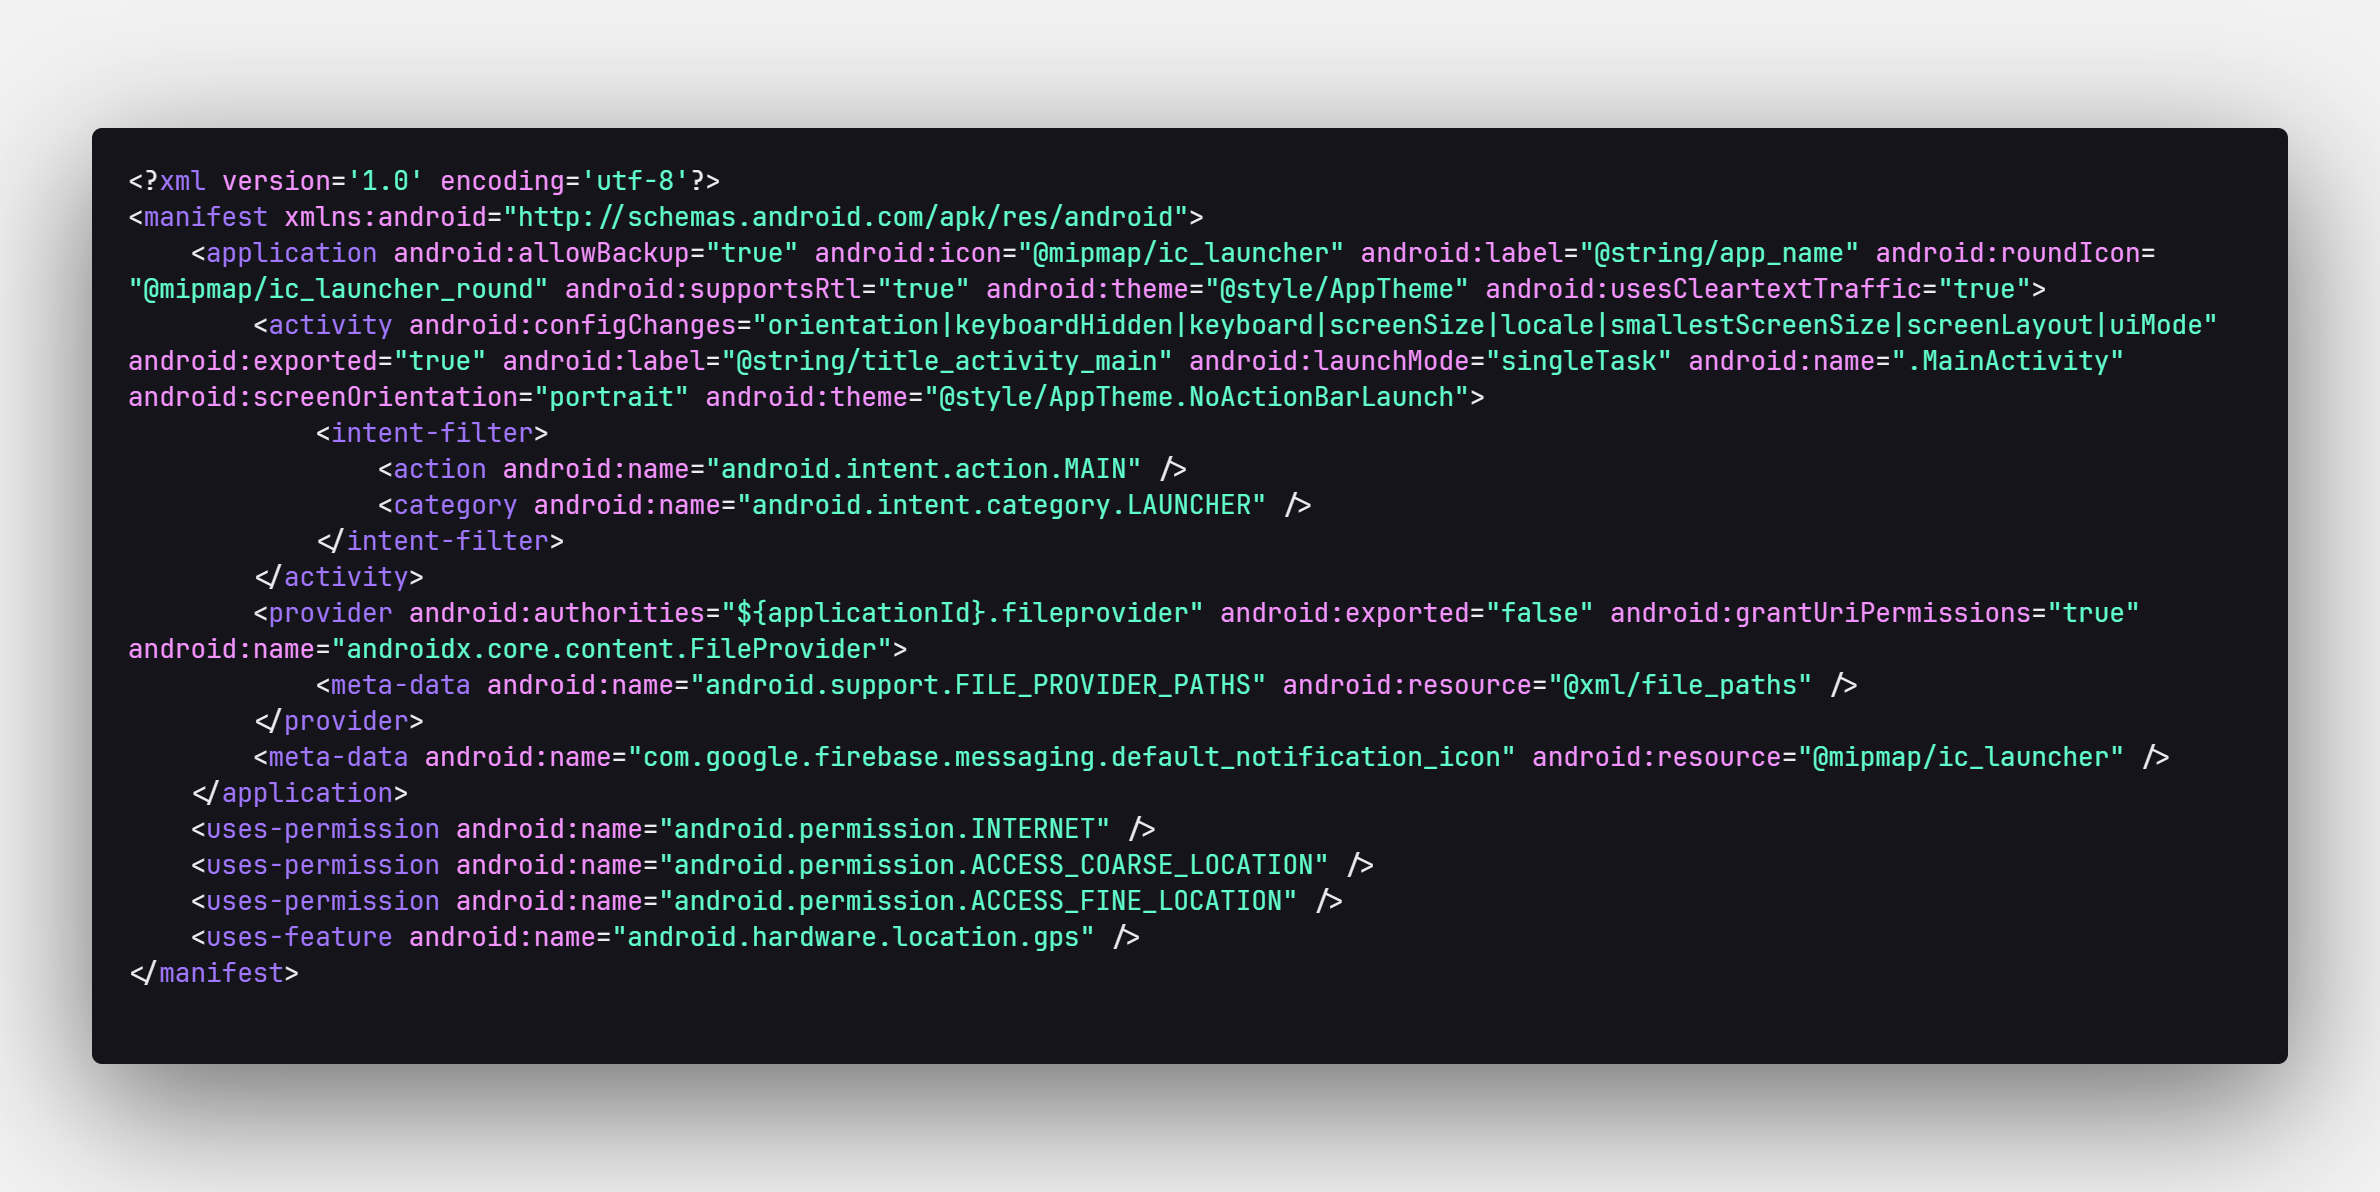 <?xml version='1.0' encoding='utf-8'?>
<manifest xmlns:android="http://schemas.android.com/apk/res/android">
    <application android:allowBackup="true" android:icon="@mipmap/ic_launcher" android:label="@string/app_name" android:roundIcon=
"@mipmap/ic_launcher_round" android:supportsRtl="true" android:theme="@style/AppTheme" android:usesCleartextTraffic="true">
        <activity android:configChanges="orientation|keyboardHidden|keyboard|screenSize|locale|smallestScreenSize|screenLayout|uiMode"
android:exported="true" android:label="@string/title_activity_main" android:launchMode="singleTask" android:name=".MainActivity"
android:screenOrientation="portrait" android:theme="@style/AppTheme.NoActionBarLaunch">
            <intent-filter>
                <action android:name="android.intent.action.MAIN" />
                <category android:name="android.intent.category.LAUNCHER" />
            </intent-filter>
        </activity>
        <provider android:authorities="${applicationId}.fileprovider" android:exported="false" android:grantUriPermissions="true"
android:name="androidx.core.content.FileProvider">
            <meta-data android:name="android.support.FILE_PROVIDER_PATHS" android:resource="@xml/file_paths" />
        </provider>
        <meta-data android:name="com.google.firebase.messaging.default_notification_icon" android:resource="@mipmap/ic_launcher" />
    </application>
    <uses-permission android:name="android.permission.INTERNET" />
    <uses-permission android:name="android.permission.ACCESS_COARSE_LOCATION" />
    <uses-permission android:name="android.permission.ACCESS_FINE_LOCATION" />
    <uses-feature android:name="android.hardware.location.gps" />
</manifest>